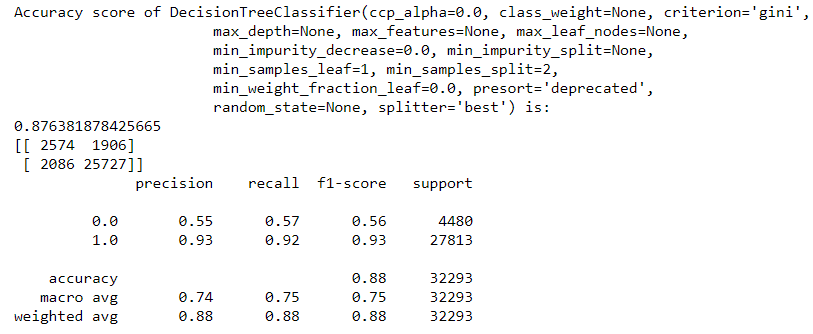 Accuracy score of DecisionTreeClassifier(ccp_alpha=0.0, class_weight=None, criterion='gini',
max_depth=None, max_features=None, max_leaf_nodes=None,
min_impurity_decrease=0.0, min_impurity_split=None,
min_samples_leaf=1, min_samples_split=2,
min_weight_fraction_leaf=0.0, presort='deprecated',
random_state=None, splitter='best') is:
0.876381878425665
[[ 2574  1906]
 [ 2086 25727]]
precision    recall  f1-score   support
0.0       0.55      0.57      0.56      4480
1.0       0.93      0.92      0.93     27813
accuracy                           0.88     32293
macro avg       0.74      0.75      0.75     32293
weighted avg       0.88      0.88      0.88     32293